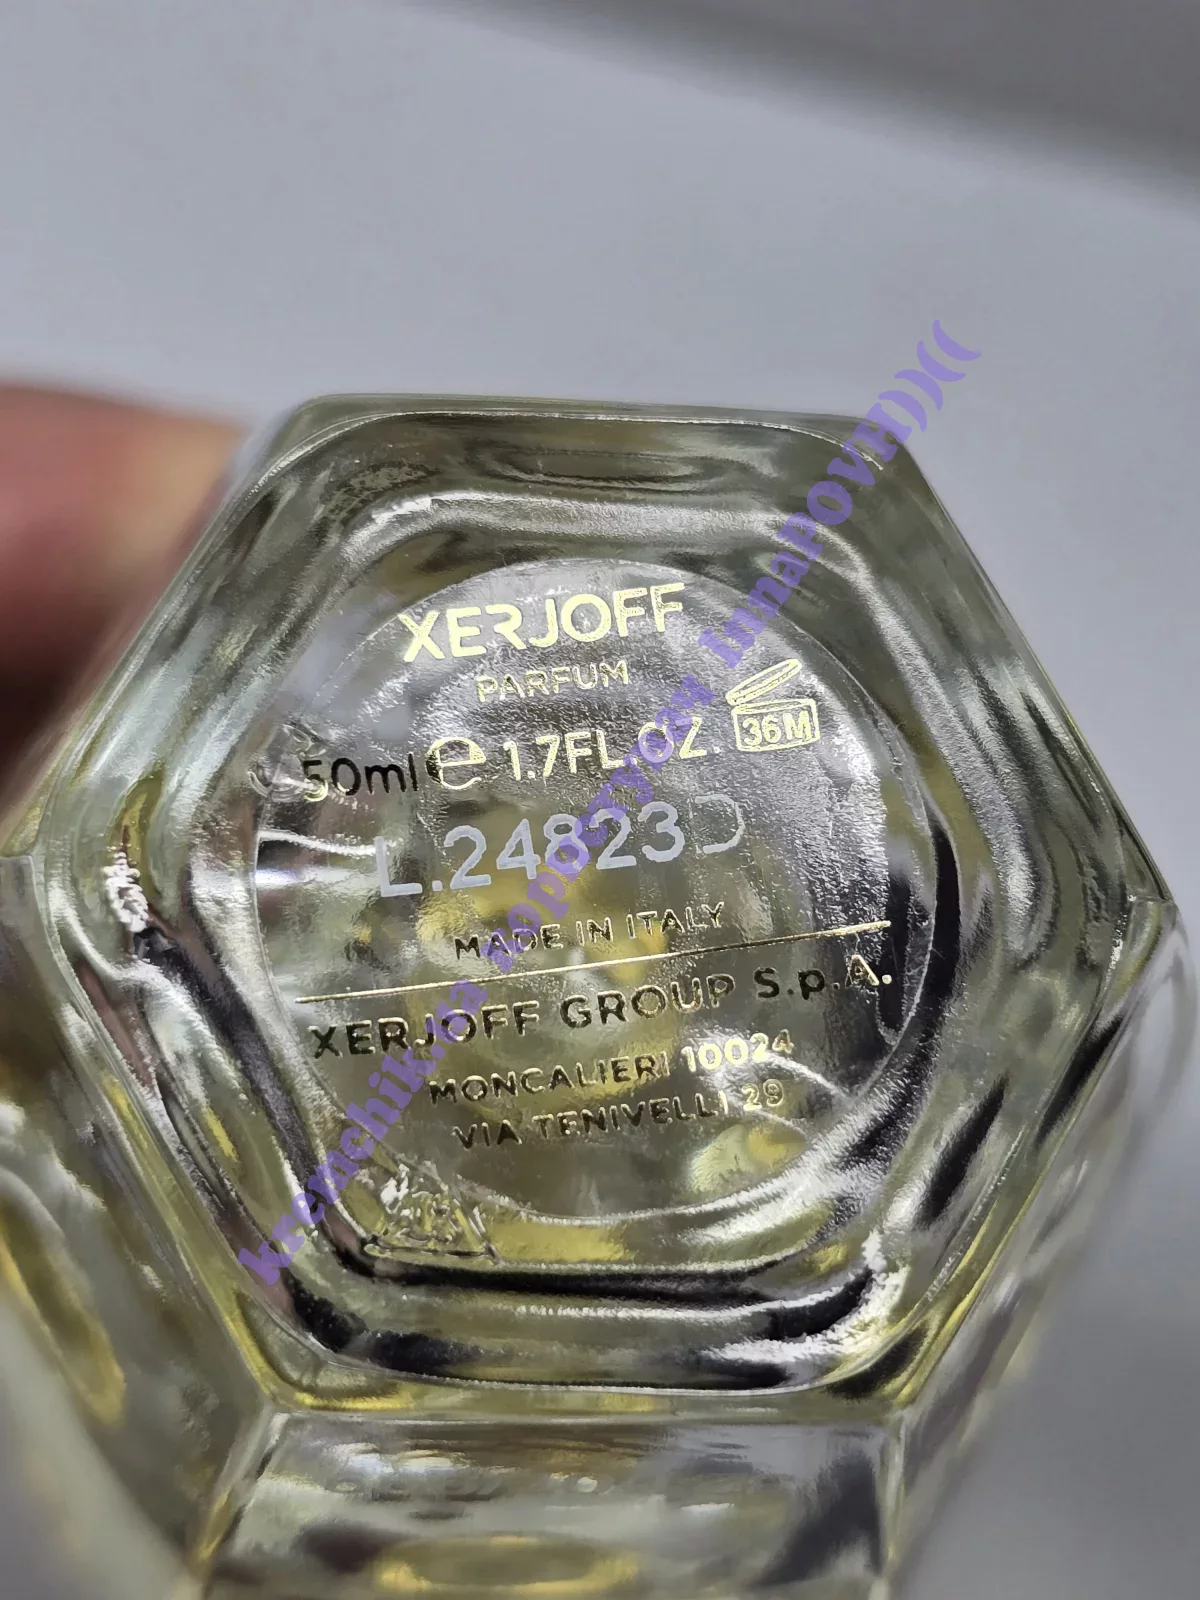 XERJOFF
PARFUM
50ml e 1.7FL.OZ. 36M
L.24823D
MADE IN ITALY
XERJOFF GROUP S.p.A.
MONCALIERI 10024
VIA TENIVELLI 29